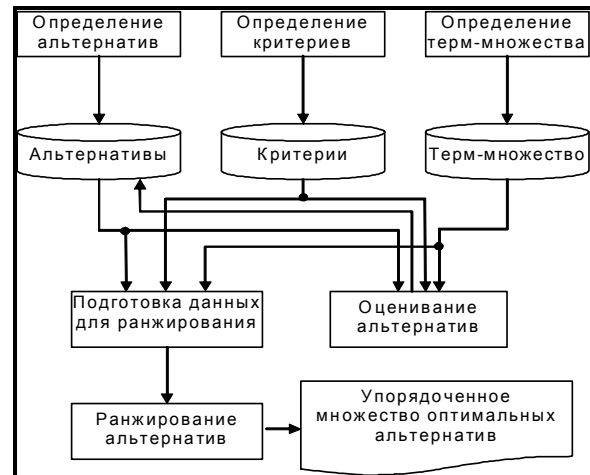 Определение
альтернатив
Определение
критериев
Определение
терм-множества
Альтернативы
Критерии
Терм-множество
Подготовка данных
для ранжирования
Оценивание
альтернатив
Ранжирование
альтернатив
Упорядоченное
множество оптимальных
альтернатив